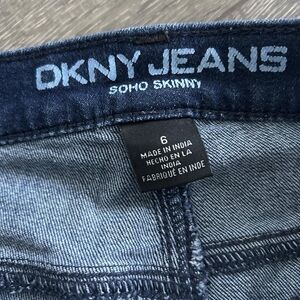 DKNY JEANS
SOHO SKINNY
6
MADE IN INDIA
HECHO EN LA
INDIA
FABRIQUÉ EN INDE